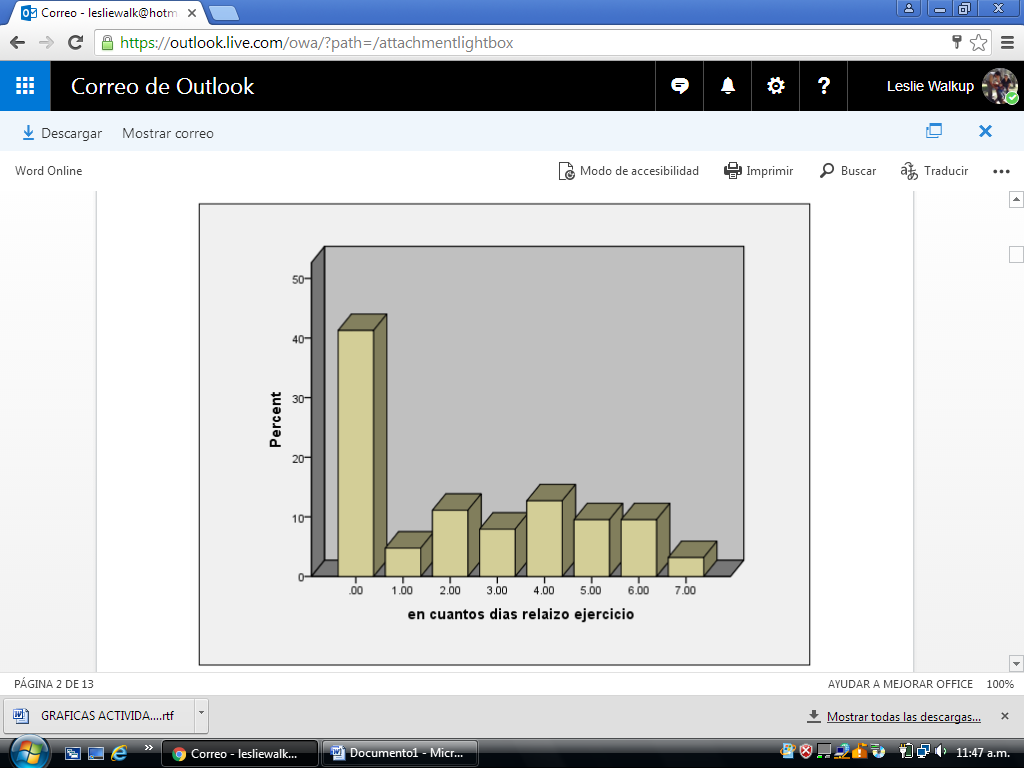 Correo - lesliewalk@hotm
https://outlook.live.com/owa/?path=/attachmentlightbox
Correo de Outlook
Leslie Walkup
Descargar Mostrar correo
Word Online Modo de accesibilidad Imprimir Buscar Traducir
50
40
30
20
10
0
Percent
.00 1.00 2.00 3.00 4.00 5.00 6.00 7.00
en cuantos dias relaizo ejercicio
PÁGINA 2 DE 13 AYUDAR A MEJORAR OFFICE 100%
GRAFICAS ACTIVIDA....rtf Mostrar todas las descargas...
Correo - lesliewalk... Documento1 - Micr... 11:47 a.m.